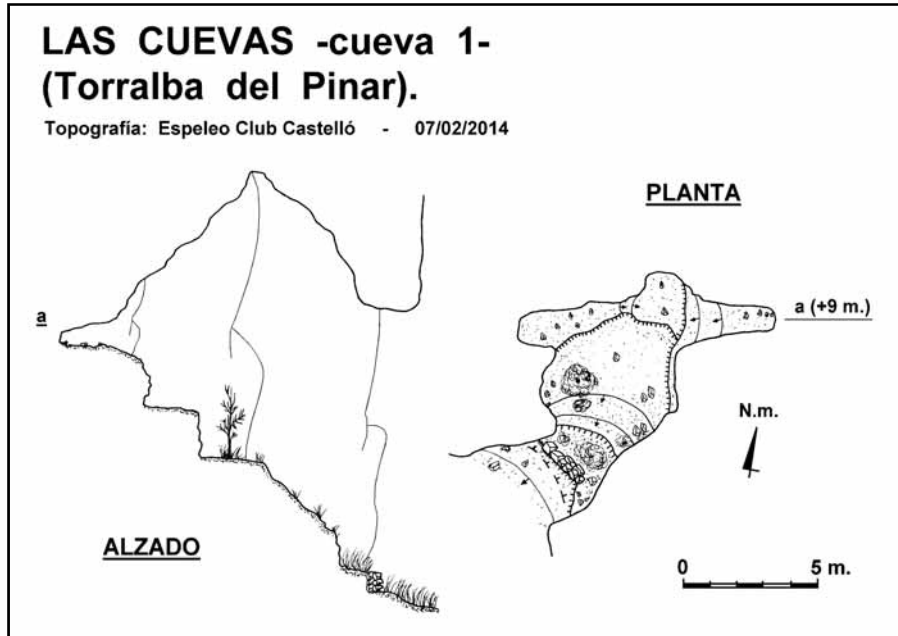 LAS CUEVAS -cueva 1-
(Torralba del Pinar).
Topografía: Espeleo Club Castelló - 07/02/2014
PLANTA
a
a (+9 m.)
N.m.
ALZADO
0 5 m.